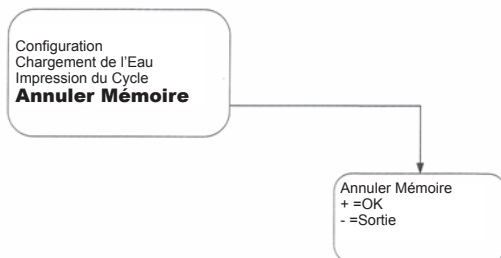 Configuration
Chargement de l'Eau
Impression du Cycle
Annuler Mémoire
Annuler Mémoire
+ =OK
- =Sortie